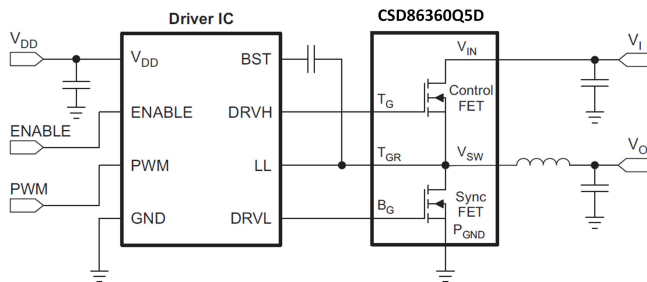 Driver IC
CSD86360Q5D
VDD
VDD
BST
VIN
VI
Control
FET
ENABLE
DRVH
TG
ENABLE
PWM
LL
TGR
VSW
VO
PWM
GND
DRVL
BG
Sync
FET
PGND